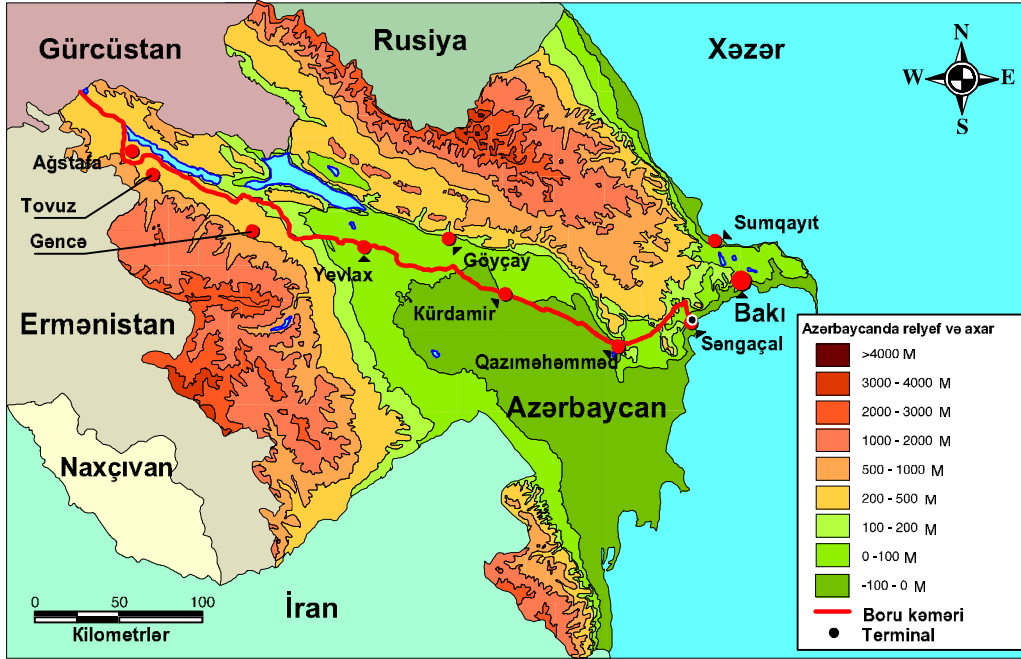 Gürcüstan
Rusiya
Xəzər
N
W
E
S
Ağstafa
Tovuz
Gəncə
Yevlax
Göyçay
Sumqayıt
Kürdəmir
Bakı
Ermənistan
Qazıməhəmməd
Səngaçal
Azərbaycan
Naxçıvan
İran
0
50
100
Kilometrlər
Azərbaycanda relyef və axar
>4000 M
3000 - 4000 M
2000 - 3000 M
1000 - 2000 M
500 - 1000 M
200 - 500 M
100 - 200 M
0 -100 M
-100 - 0 M
Boru kəməri
Terminal